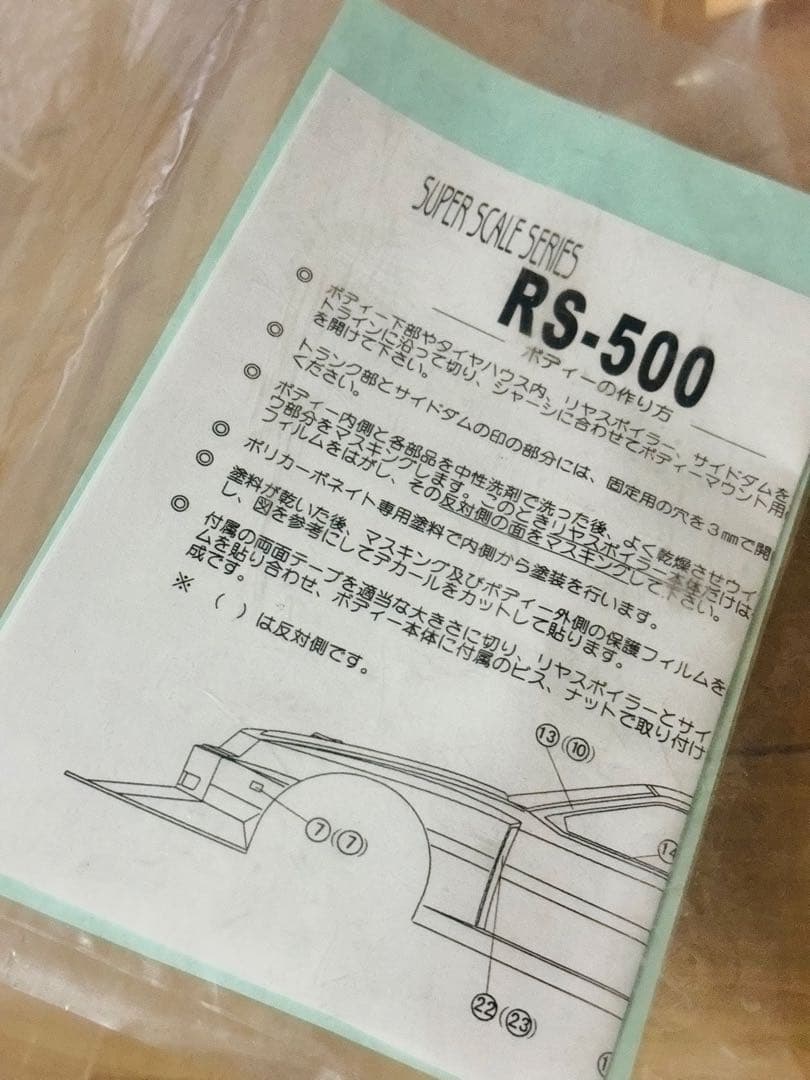 SUPER SCALE SERIES
RS-500
ボディーの作り方
◎ ボディー下部やタイヤハウス内、リヤスポイラー、サイドダムを
トラインに沿って切り、シャーシに合わせてボディーマウント用
を開けて下さい。
◎ トランク部とサイドダムの印の部分には、固定用の穴を3mmで開
ください。
◎ ボディー内側と各部品を中性洗剤で洗った後、よく乾燥させウイ
ウ部分をマスキングします。このときリヤスポイラー本体だけは
フィルムをはがし、その反対側の面をマスキングして下さい。
◎ ポリカーボネイト専用塗料で内側から塗装を行います。
◎ 塗料が乾いた後、マスキング及びボディー外側の保護フィルムを
し、図を参考にしてデカールをカットして貼ります。
◎ 付属の両面テープを適当な大きさに切り、リヤスポイラーとサイ
ムを貼り合わせ、ボディー本体に付属のビス、ナットで取り付け
成です。
※ ( )は反対側です。
⑬(⑩)
⑦(⑦)
14
㉒(㉓)